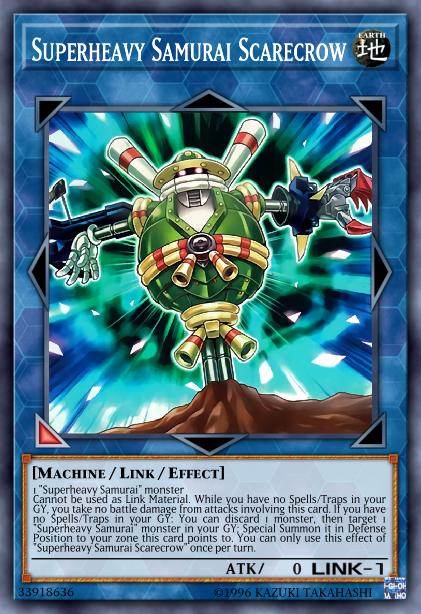 Superheavy Samurai Scarecrow
EARTH
地
[Machine / Link / Effect]
1 "Superheavy Samurai" monster
Cannot be used as Link Material. While you have no Spells/Traps in your
GY, you take no battle damage from attacks involving this card. If you have
no Spells/Traps in your GY: You can discard 1 monster, then target 1
"Superheavy Samurai" monster in your GY; Special Summon it in Defense
Position to your zone this card points to. You can only use this effect of
"Superheavy Samurai Scarecrow" once per turn.
ATK/ 0 LINK-1
33918636
©1996 KAZUKI TAKAHASHI